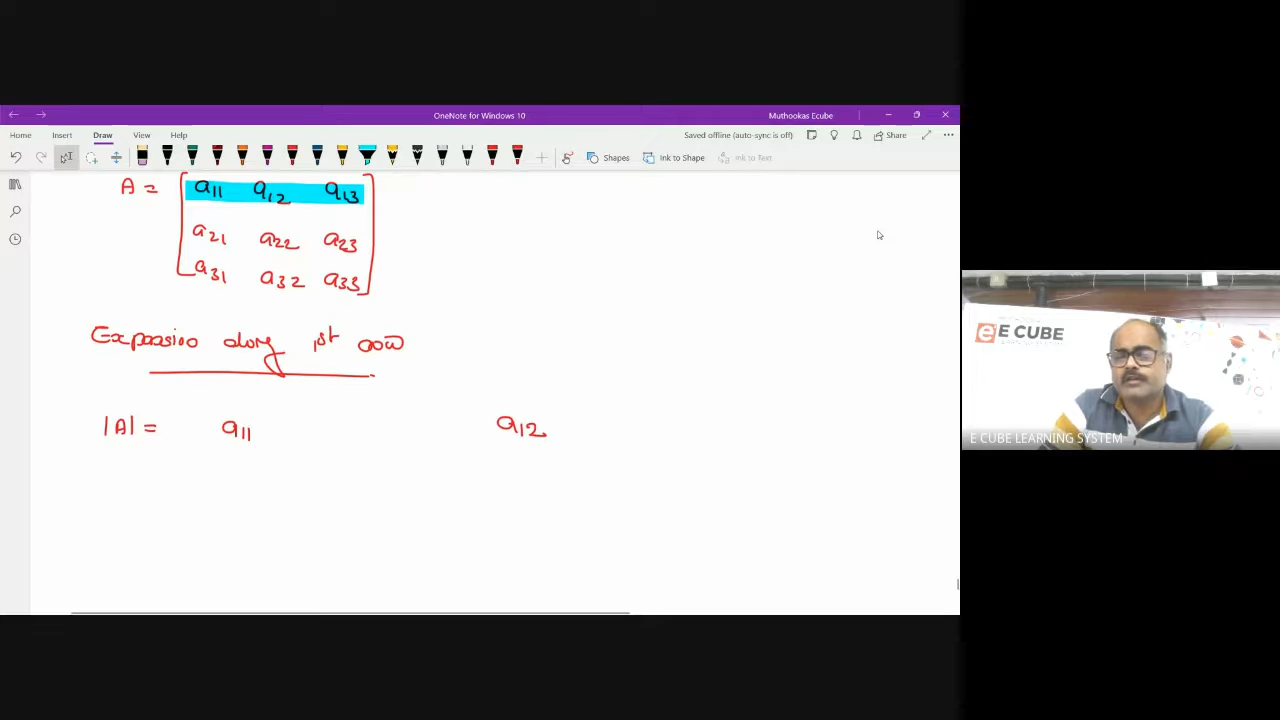 OneNote for Windows 10
Muthookas Ecube
Home Insert Draw View Help
Saved offline (auto-sync is off)
Share
Shapes
Ink to Shape
Ink to Text
A = a11 a12 a13
a21 a22 a23
a31 a32 a33
Expansion along 1st row
|A| = a11 a12
e E CUBE
E CUBE LEARNING SYSTEM